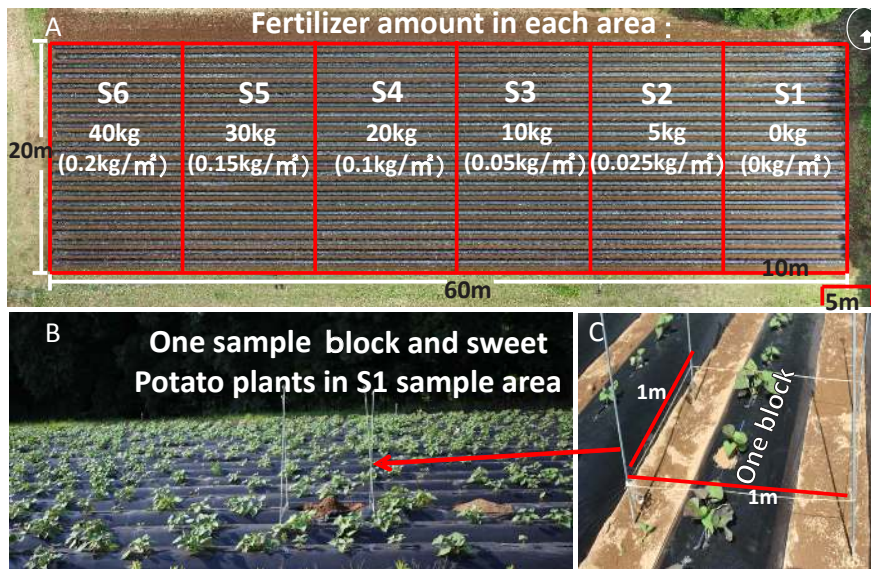 A
Fertilizer amount in each area :
S6
S5
S4
S3
S2
S1
40kg
30kg
20kg
10kg
5kg
0kg
(0.2kg/㎡)
(0.15kg/㎡)
(0.1kg/㎡)
(0.05kg/㎡)
(0.025kg/㎡)
(0kg/㎡)
20m
10m
60m
5m
B
One sample block and sweet
Potato plants in S1 sample area
C
1m
One block
1m